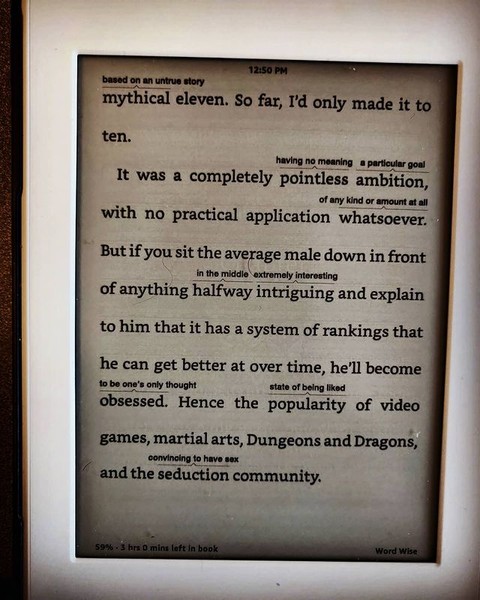 12:50 PM
based on an untrue story
mythical eleven. So far, I'd only made it to
ten.
having no meaning a particular goal
It was a completely pointless ambition,
of any kind or amount at all
with no practical application whatsoever.
But if you sit the average male down in front
in the middle extremely interesting
of anything halfway intriguing and explain
to him that it has a system of rankings that
he can get better at over time, he'll become
to be one's only thought state of being liked
obsessed. Hence the popularity of video
games, martial arts, Dungeons and Dragons,
convincing to have sex
and the seduction community.
59% · 3 hrs 0 mins left in book Word Wise